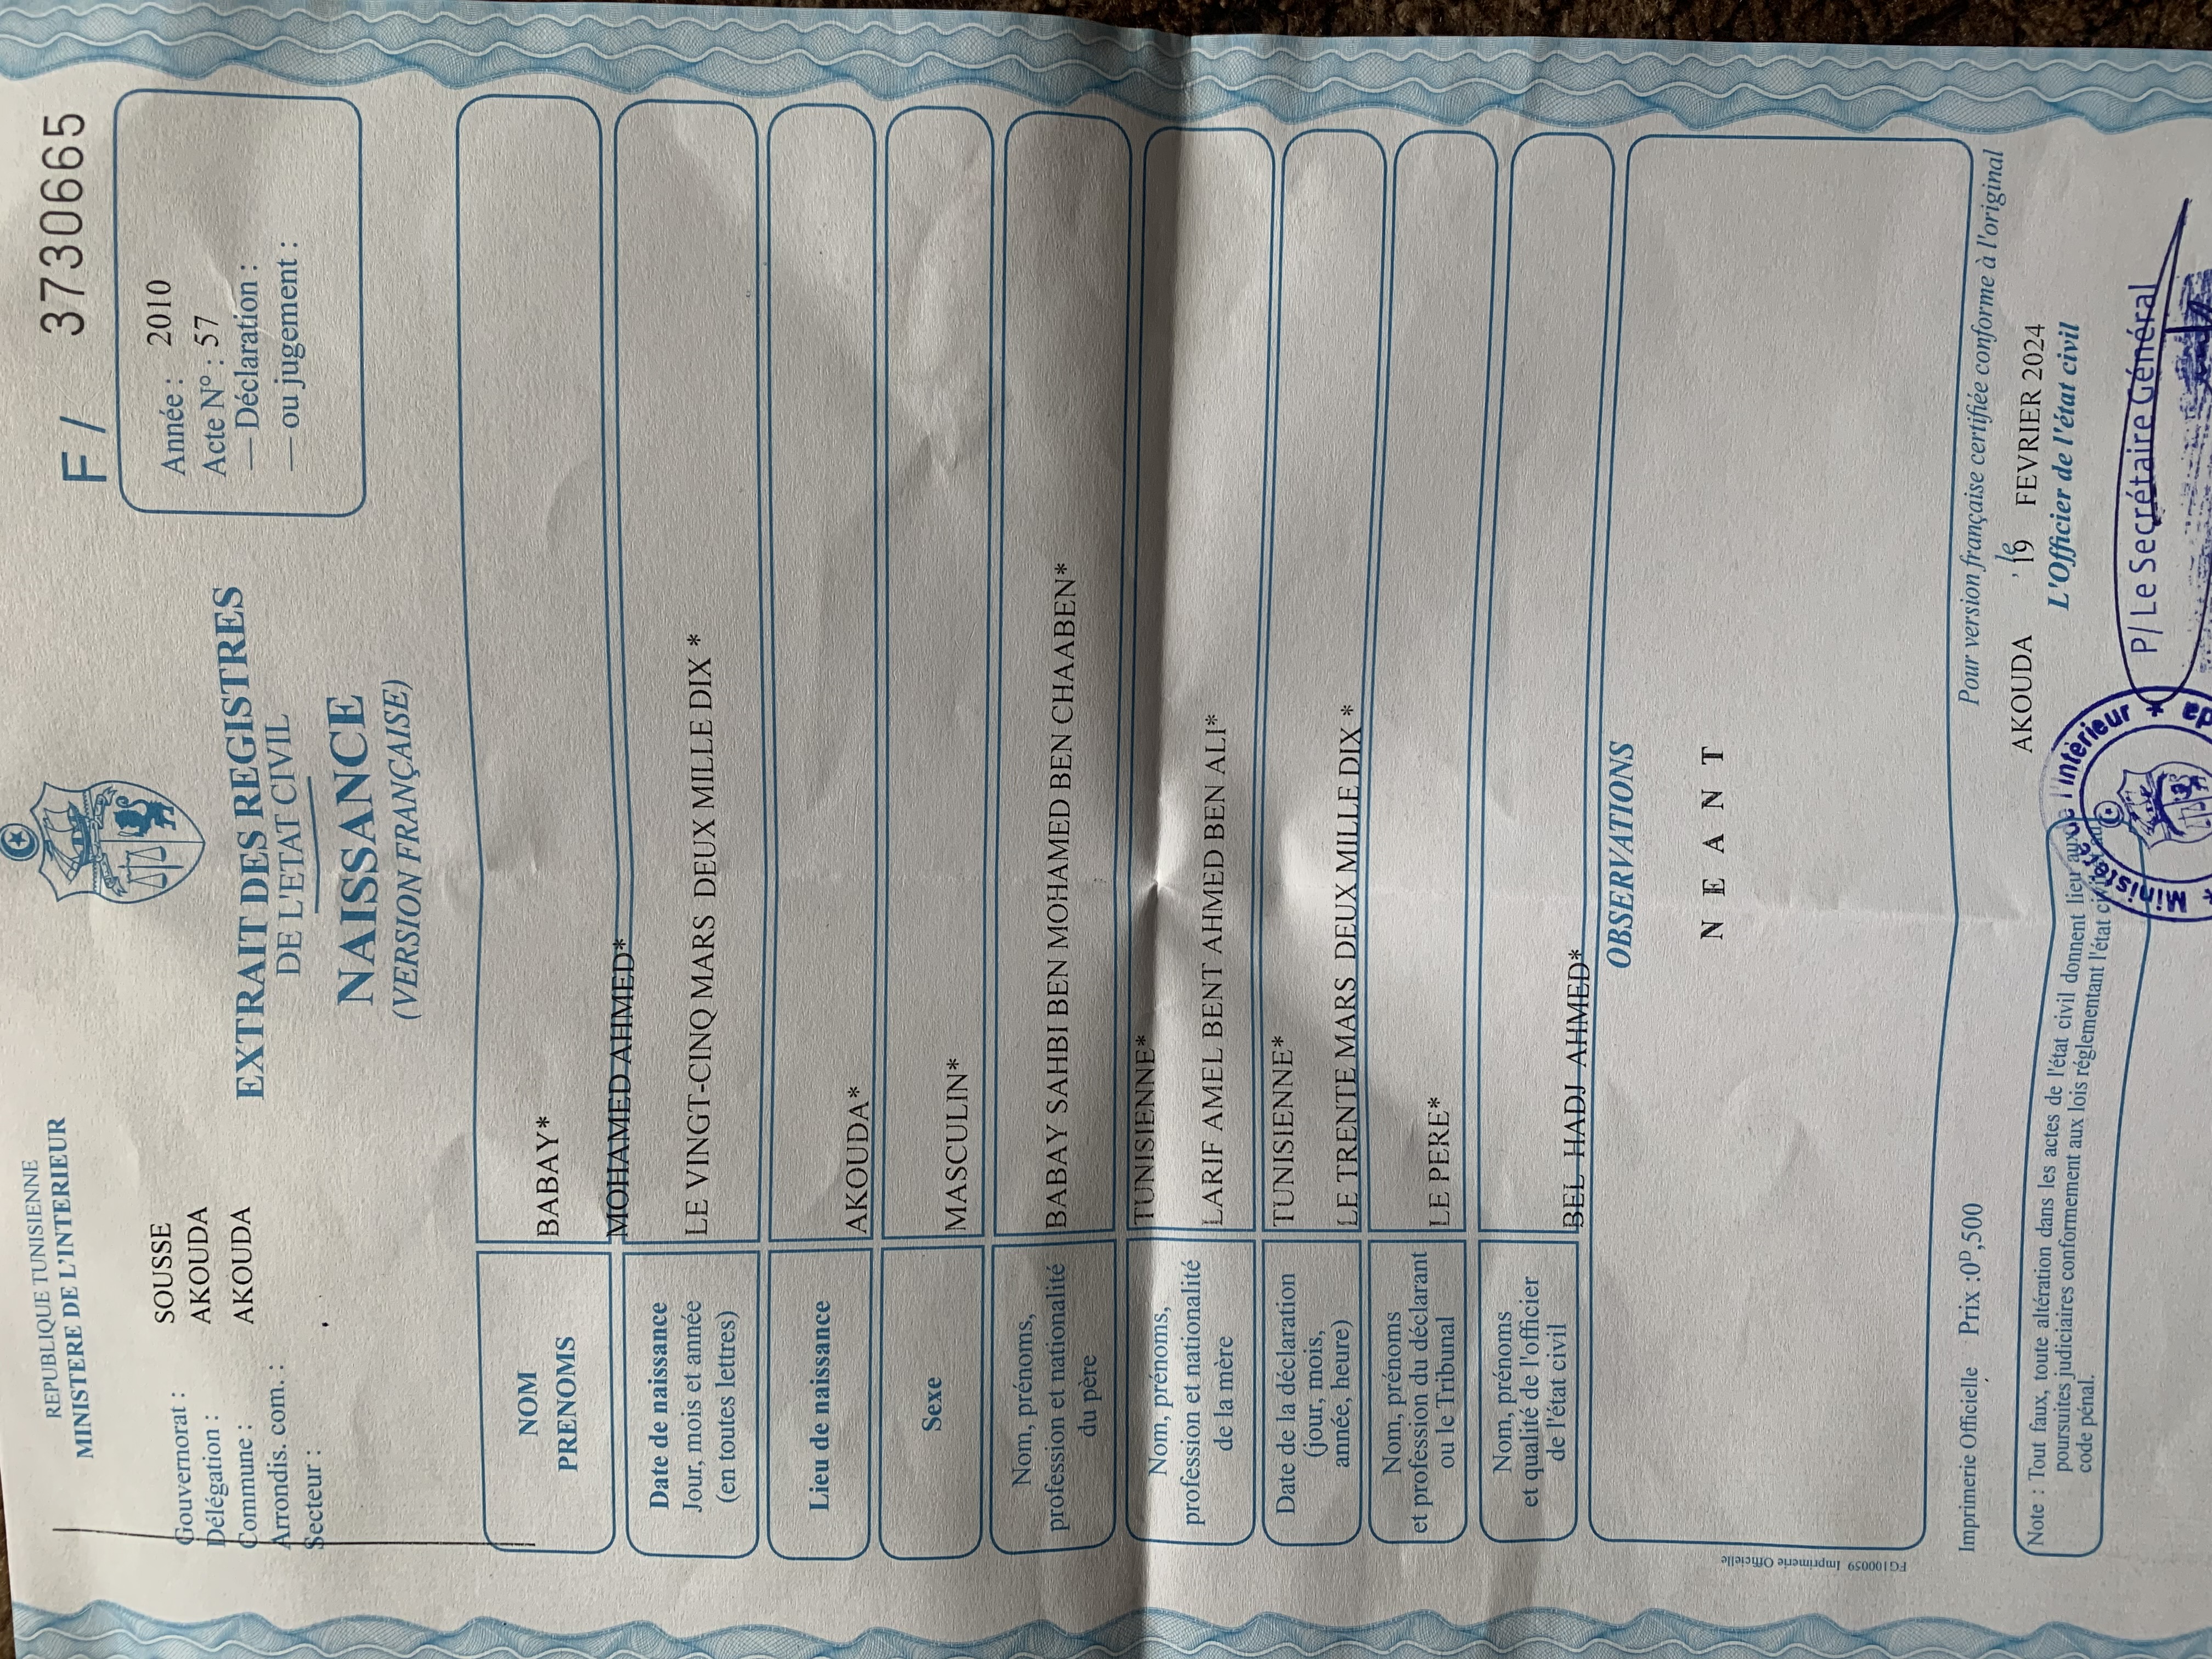 REPUBLIQUE TUNISIENNE
MINISTERE DE L'INTERIEUR
F / 3730665
Gouvernorat : SOUSSE
Délégation : AKOUDA
Commune : AKOUDA
Arrondis. com. :
Secteur :
EXTRAIT DES REGISTRES
DE L'ETAT CIVIL
NAISSANCE
(VERSION FRANÇAISE)
Année : 2010
Acte N° : 57
— Déclaration :
— ou jugement :
NOM
PRENOMS
BABAY*
MOHAMED AHMED*
Date de naissance
Jour, mois et année
(en toutes lettres)
LE VINGT-CINQ MARS DEUX MILLE DIX *
Lieu de naissance
AKOUDA*
Sexe
MASCULIN*
Nom, prénoms,
profession et nationalité
du père
BABAY SAHBI BEN MOHAMED BEN CHAABEN*
TUNISIENNE*
Nom, prénoms,
profession et nationalité
de la mère
LARIF AMEL BENT AHMED BEN ALI*
TUNISIENNE*
Date de la déclaration
(jour, mois,
année, heure)
LE TRENTE MARS DEUX MILLE DIX *
Nom, prénoms
et profession du déclarant
ou le Tribunal
LE PERE*
Nom, prénoms
et qualité de l'officier
de l'état civil
BEL HADJ AHMED*
OBSERVATIONS
N E A N T
FG100059 Imprimerie Officielle
Imprimerie Officielle Prix :0D,500
Pour version française certifiée conforme à l'original
AKOUDA , le 19 FEVRIER 2024
L'Officier de l'état civil
Note : Tout faux, toute altération dans les actes de l'état civil donnent lieu aux
poursuites judiciaires conformement aux lois réglementant l'état civil
code pénal.
Ministère de l'Intérieur
P/ Le Secrétaire Général